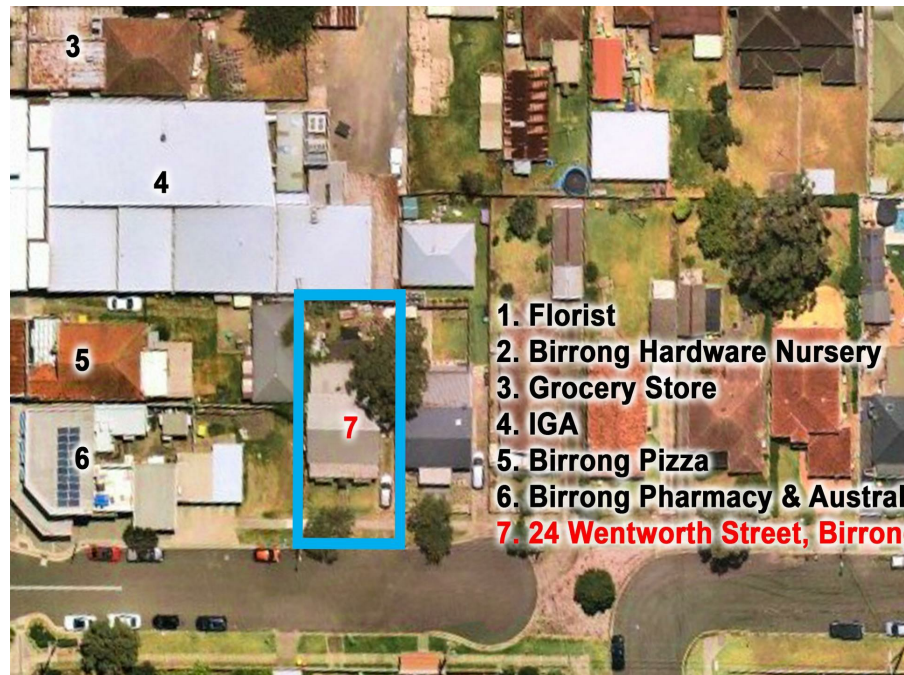 3
4
5
6
7
1. Florist
2. Birrong Hardware Nursery
3. Grocery Store
4. IGA
5. Birrong Pizza
6. Birrong Pharmacy & Austral
7. 24 Wentworth Street, Birron